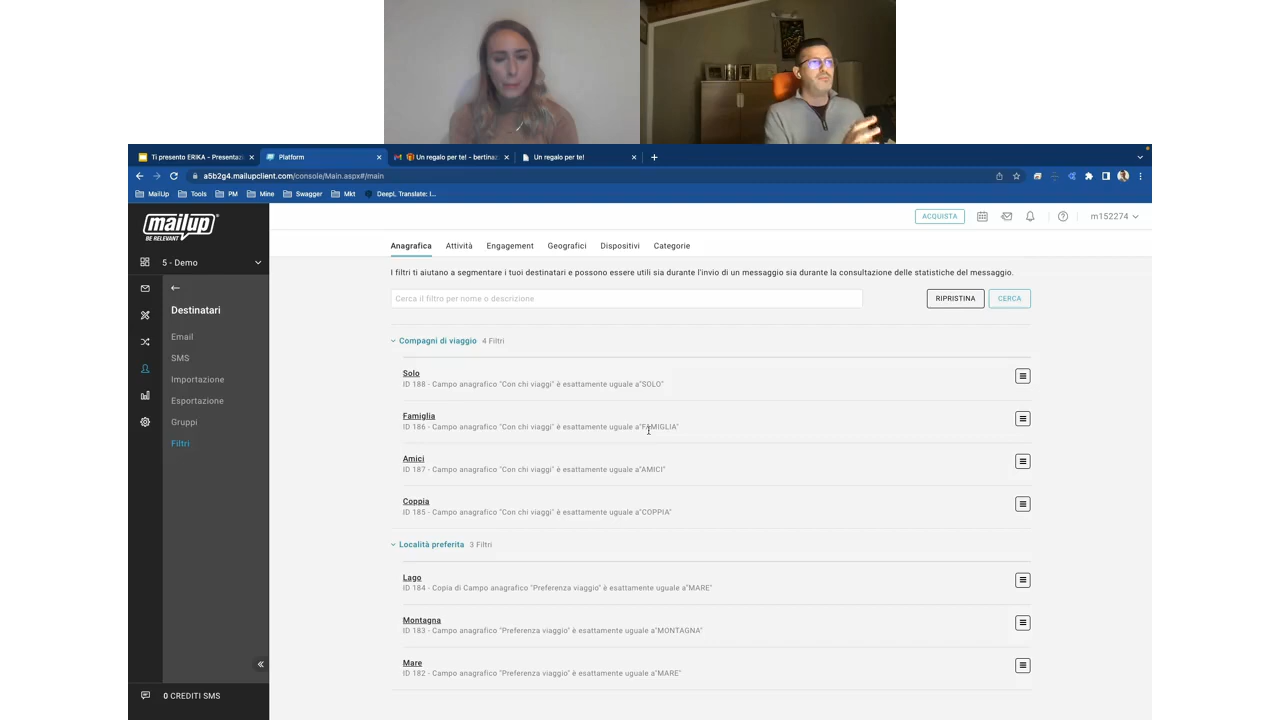 Ti presento ERIKA - Presentaz
Platform
Un regalo per te! - bertinaz
Un regalo per te!
a5b2g4.mailupclient.com/console/Main.aspx#/main
MailUp
Tools
PM
Mine
Swagger
Mkt
DeepL Translate: I...
mailup®
BE RELEVANT
ACQUISTA
m152274
5 - Demo
Destinatari
Email
SMS
Importazione
Esportazione
Gruppi
Filtri
0 CREDITI SMS
Anagrafica Attività Engagement Geografici Dispositivi Categorie
I filtri ti aiutano a segmentare i tuoi destinatari e possono essere utili sia durante l'invio di un messaggio sia durante la consultazione delle statistiche del messaggio.
Cerca il filtro per nome o descrizione
RIPRISTINA
CERCA
Compagni di viaggio 4 Filtri
Solo
ID 188 - Campo anagrafico "Con chi viaggi" è esattamente uguale a"SOLO"
Famiglia
ID 186 - Campo anagrafico "Con chi viaggi" è esattamente uguale a"FAMIGLIA"
Amici
ID 187 - Campo anagrafico "Con chi viaggi" è esattamente uguale a"AMICI"
Coppia
ID 185 - Campo anagrafico "Con chi viaggi" è esattamente uguale a"COPPIA"
Località preferita 3 Filtri
Lago
ID 184 - Copia di Campo anagrafico "Preferenza viaggio" è esattamente uguale a"MARE"
Montagna
ID 183 - Campo anagrafico "Preferenza viaggio" è esattamente uguale a"MONTAGNA"
Mare
ID 182 - Campo anagrafico "Preferenza viaggio" è esattamente uguale a"MARE"